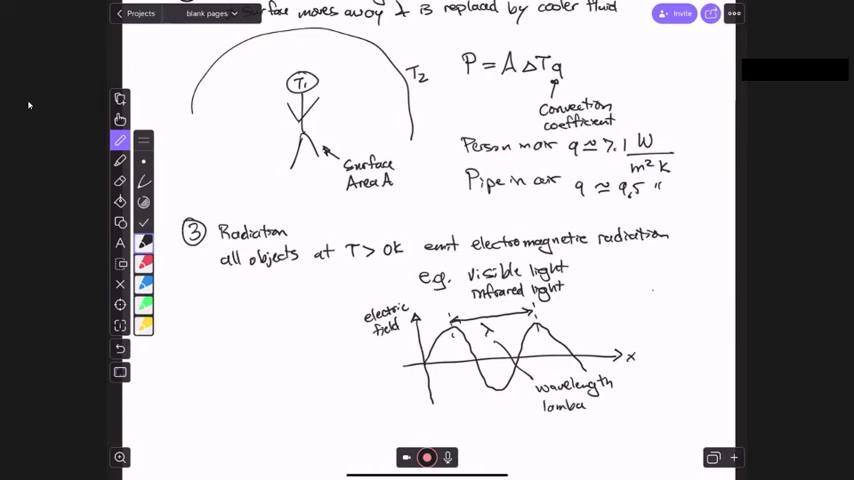 Projects
blank pages
Invite
surface moves away & is replaced by cooler fluid
T1
T2
Surface
Area A
P = A ΔT q
Convection
coefficient
Person in air q ≈ 7.1 W/m²K
Pipe in air q ≈ 9.5 "
③ Radiation
all objects at T > 0K emit electromagnetic radiation
e.g. visible light
infrared light
electric
field
λ
x
wavelength
lamba
A